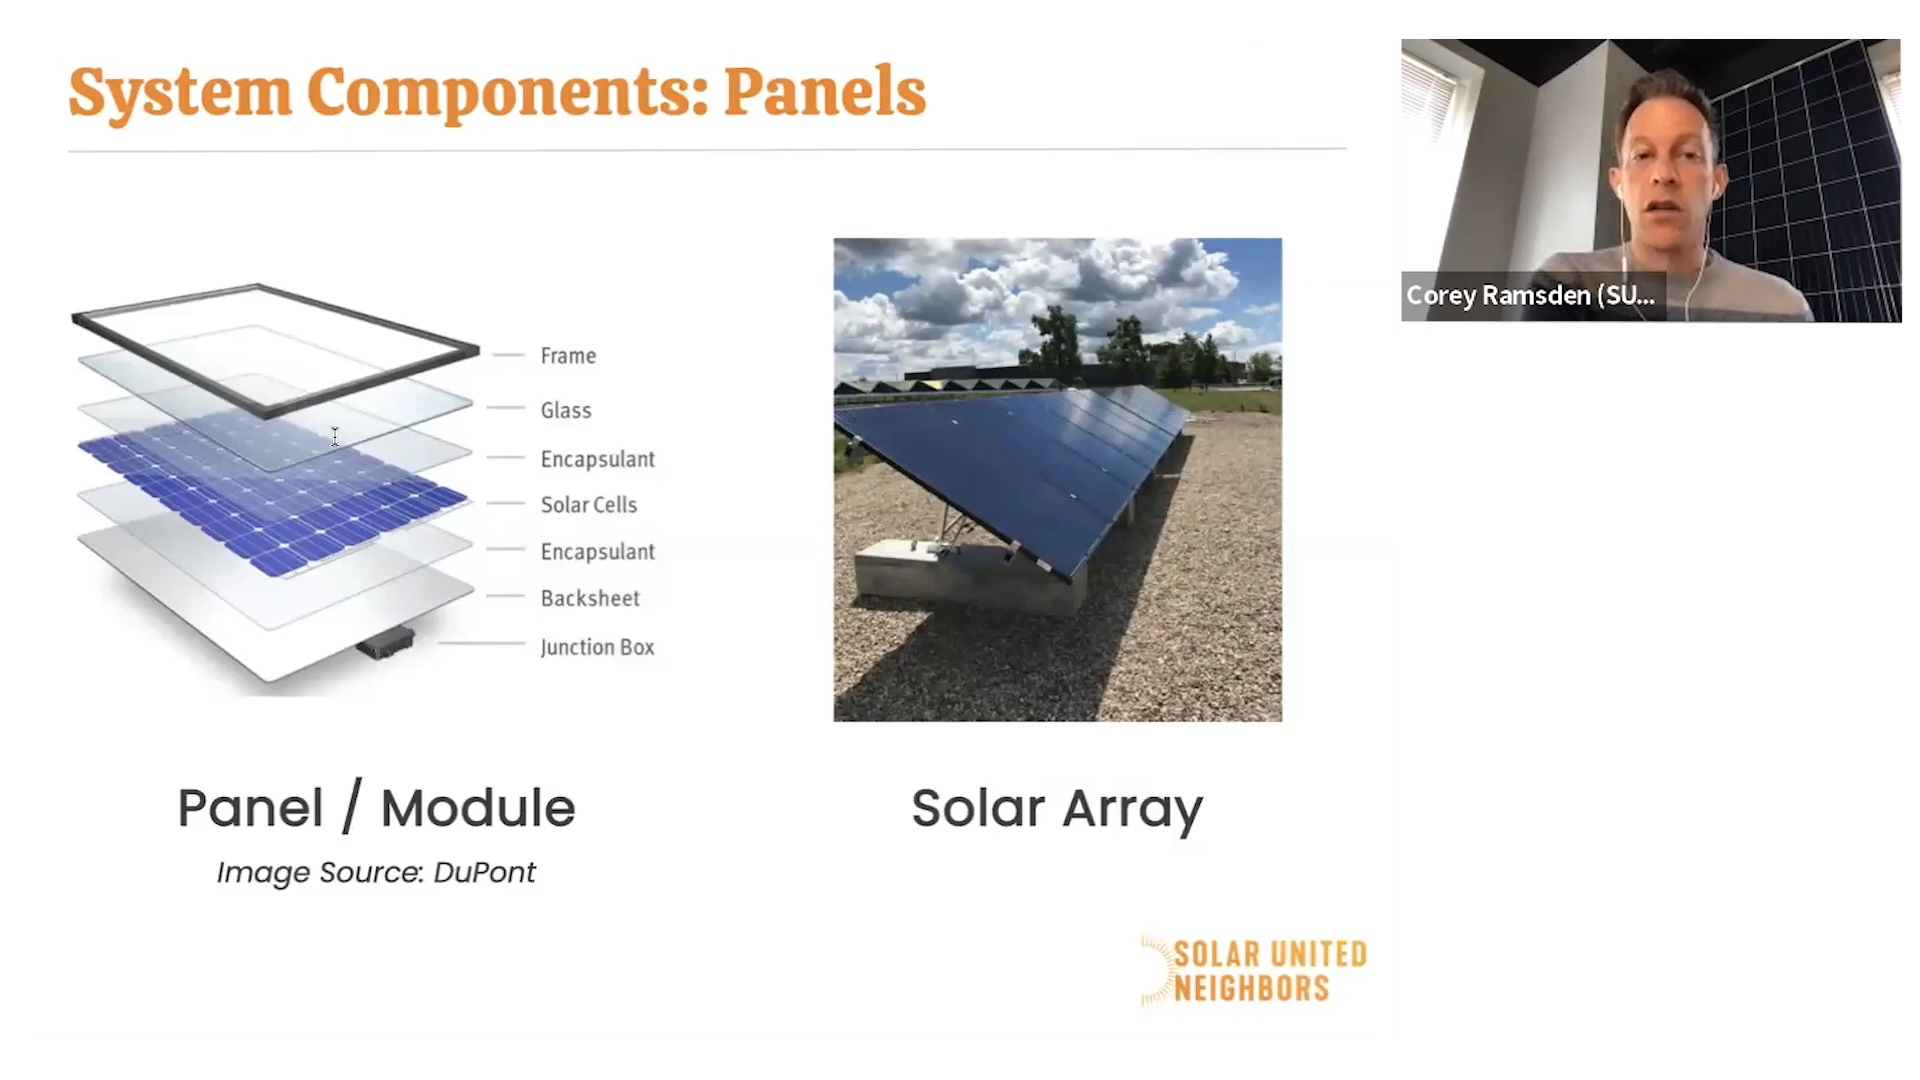 System Components: Panels
Corey Ramsden (SU...
Frame
Glass
Encapsulant
Solar Cells
Encapsulant
Backsheet
Junction Box
Panel / Module
Image Source: DuPont
Solar Array
SOLAR UNITED
NEIGHBORS